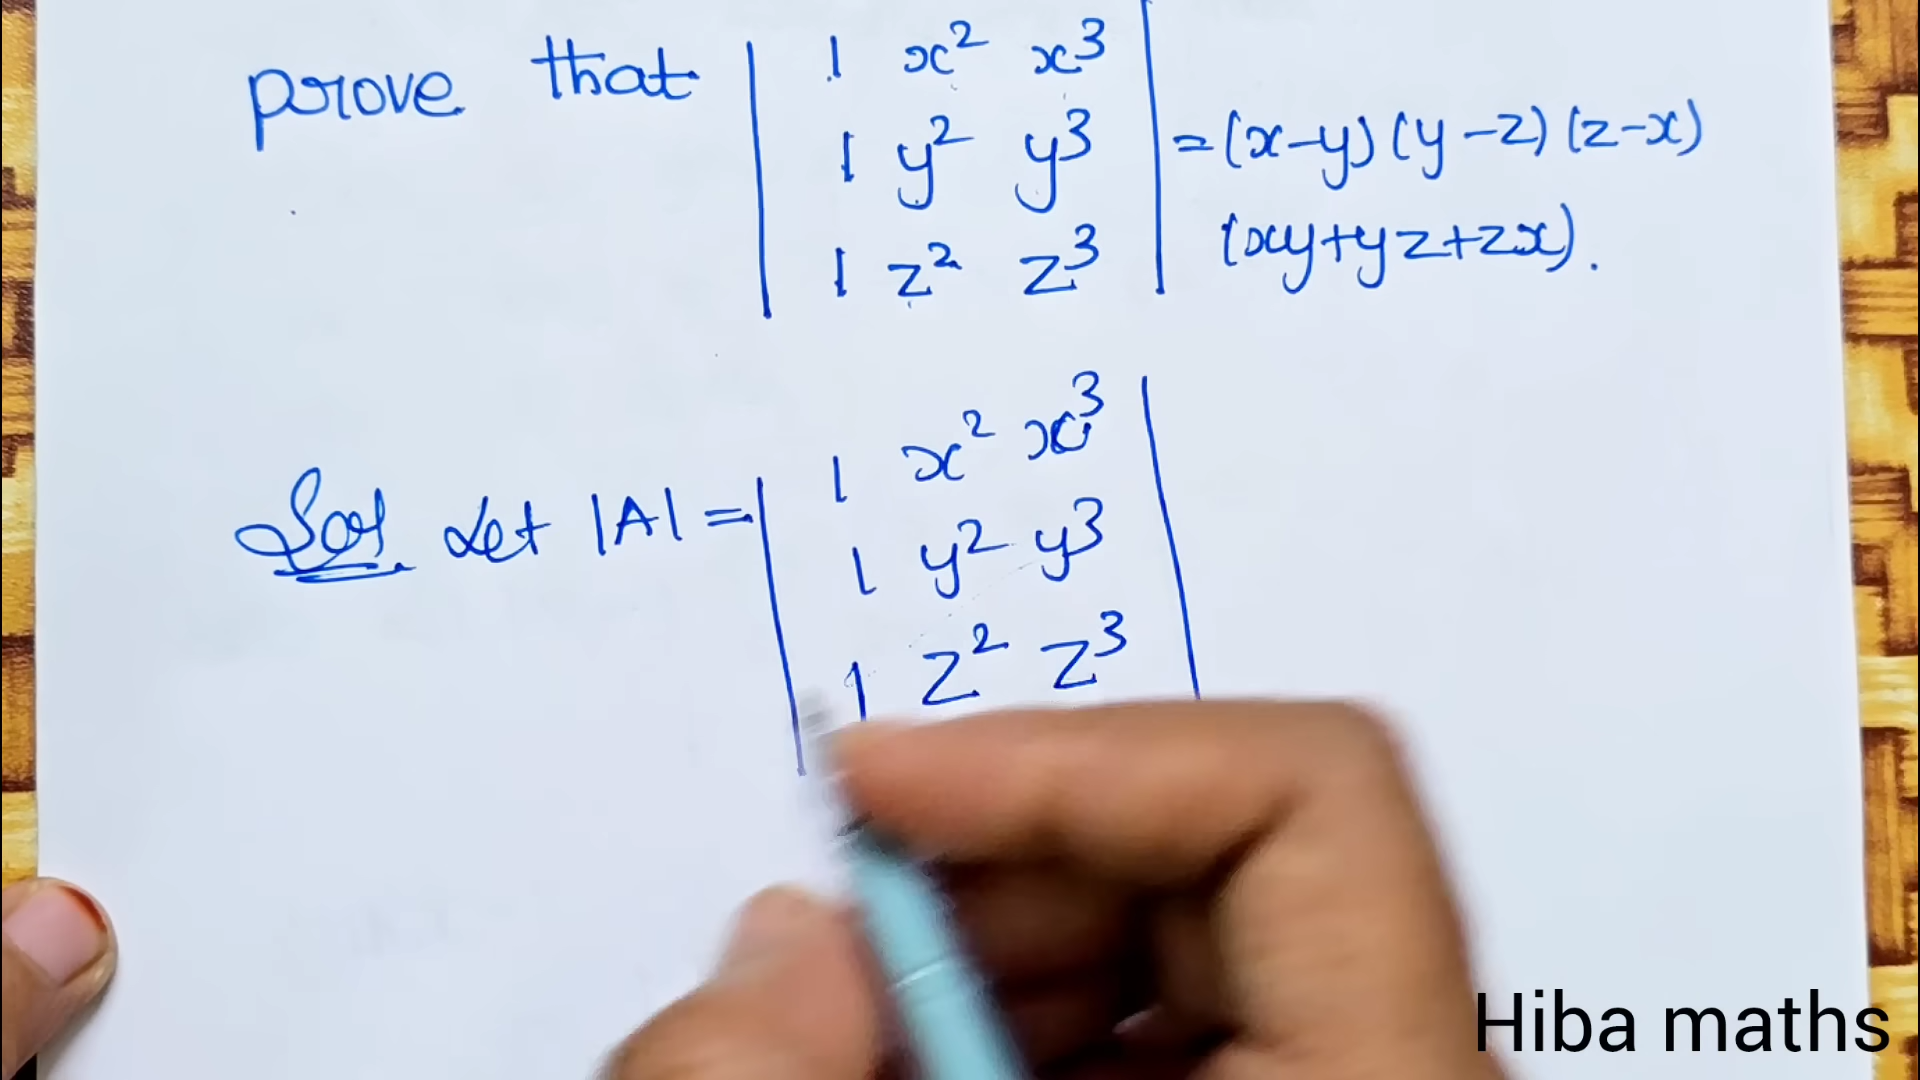 prove that | 1 x² x³ |
| 1 y² y³ | = (x-y) (y-z) (z-x)
| 1 z² z³ | (xy+yz+zx).
| 1 x² x³ |
Sol Let |A| = | 1 y² y³ |
| 1 z² z³ |
Hiba maths